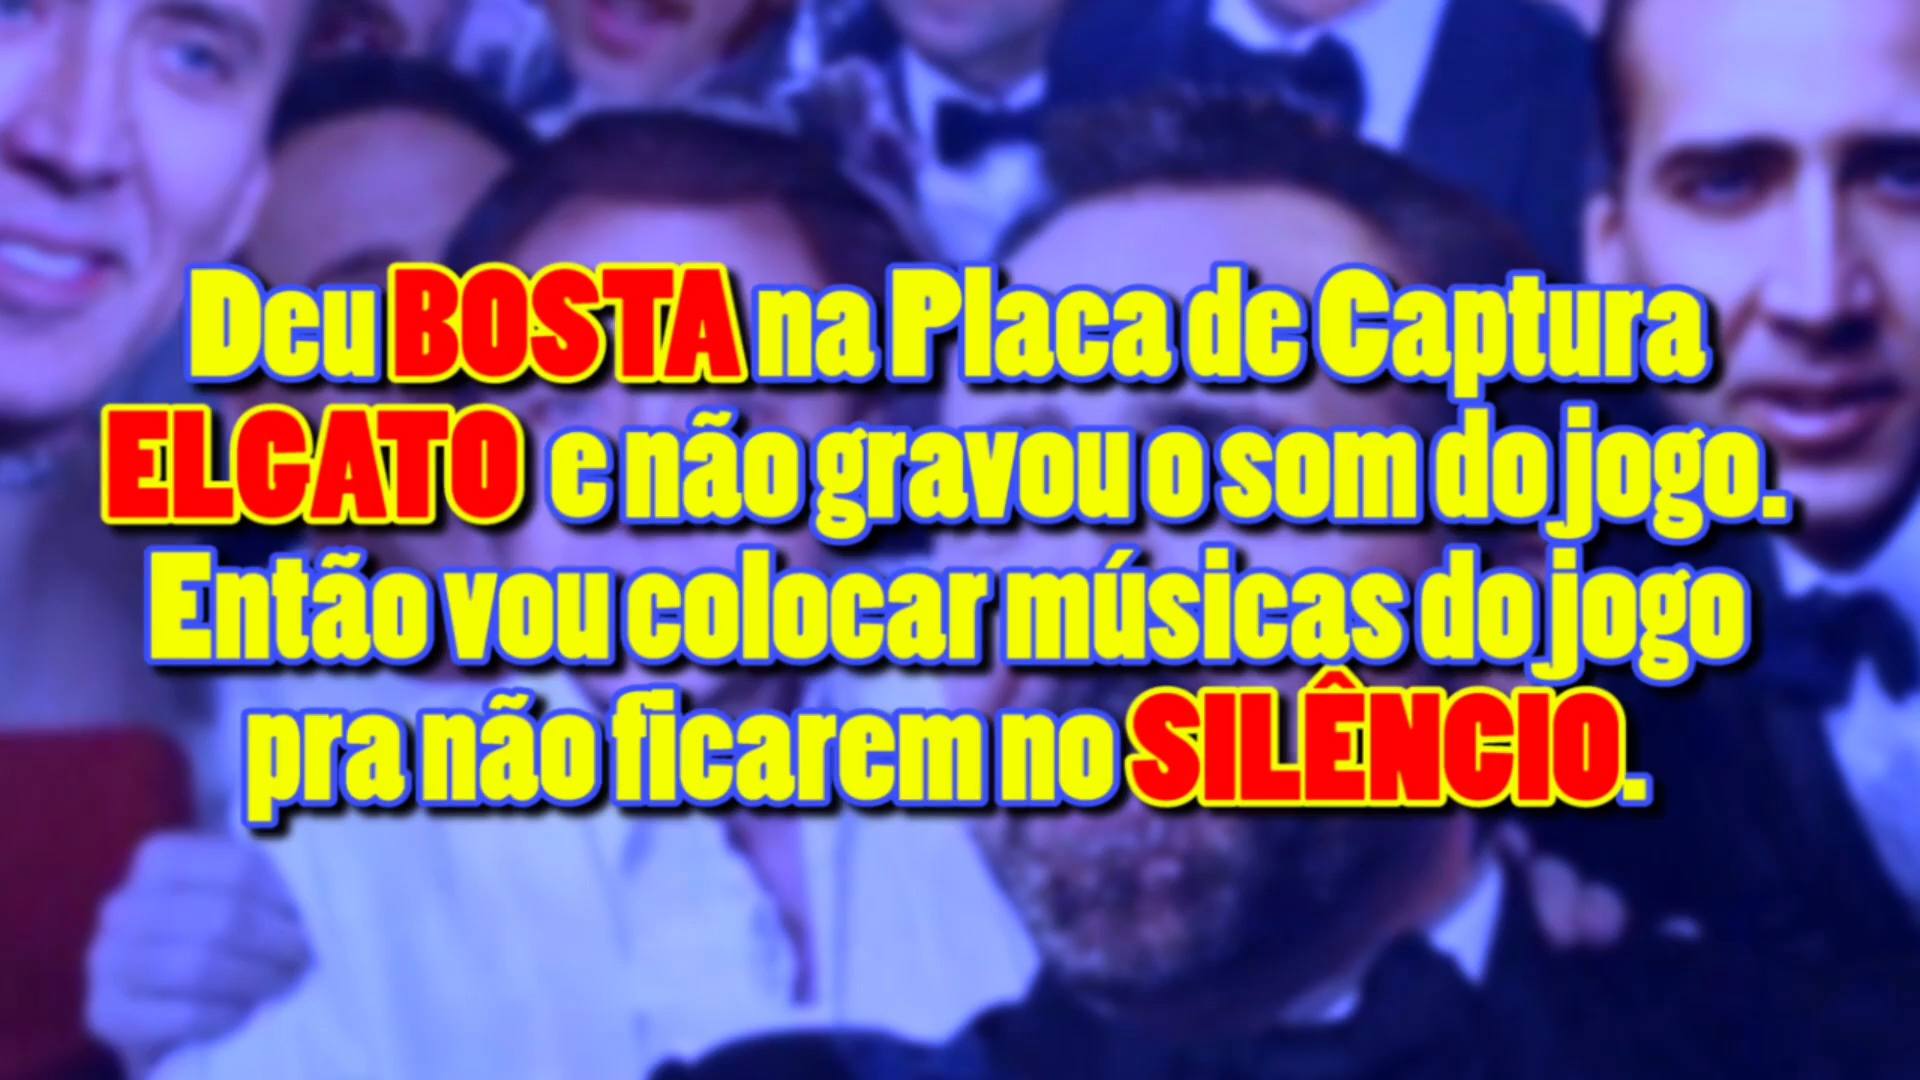 Deu BOSTA na Placa de Captura
ELGATO e não gravou o som do jogo.
Então vou colocar músicas do jogo
pra não ficarem no SILÊNCIO.